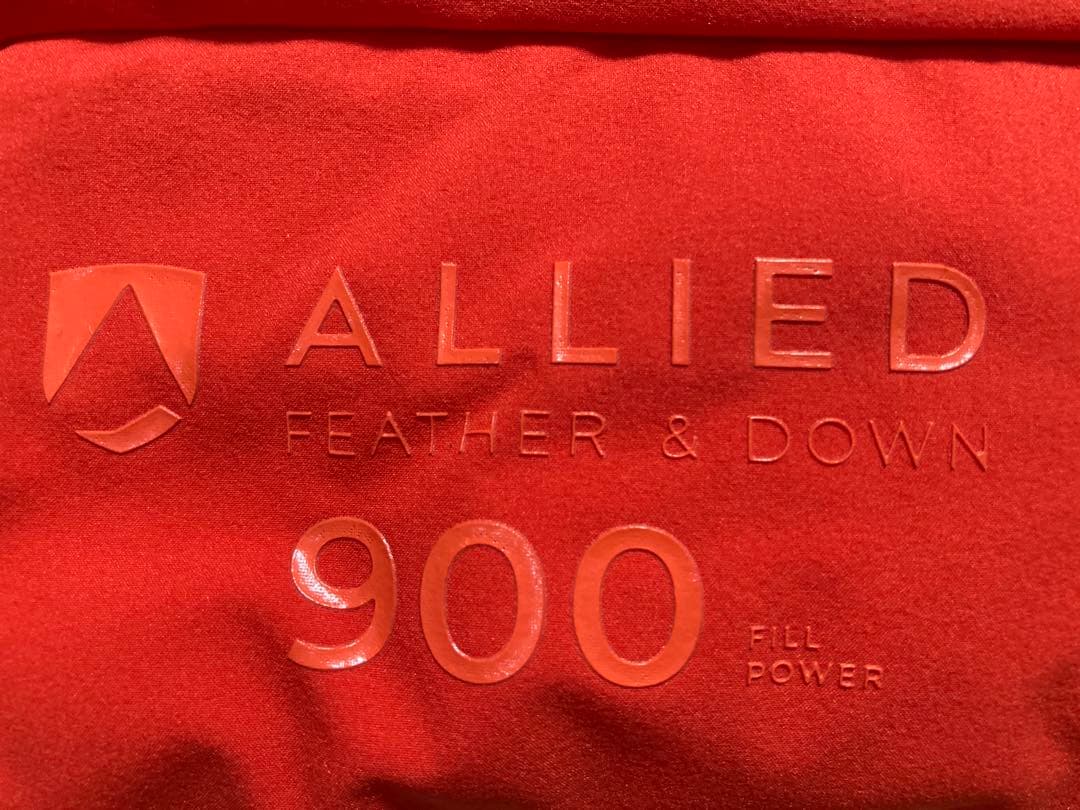 ALLIED
FEATHER & DOWN
900 FILL
POWER